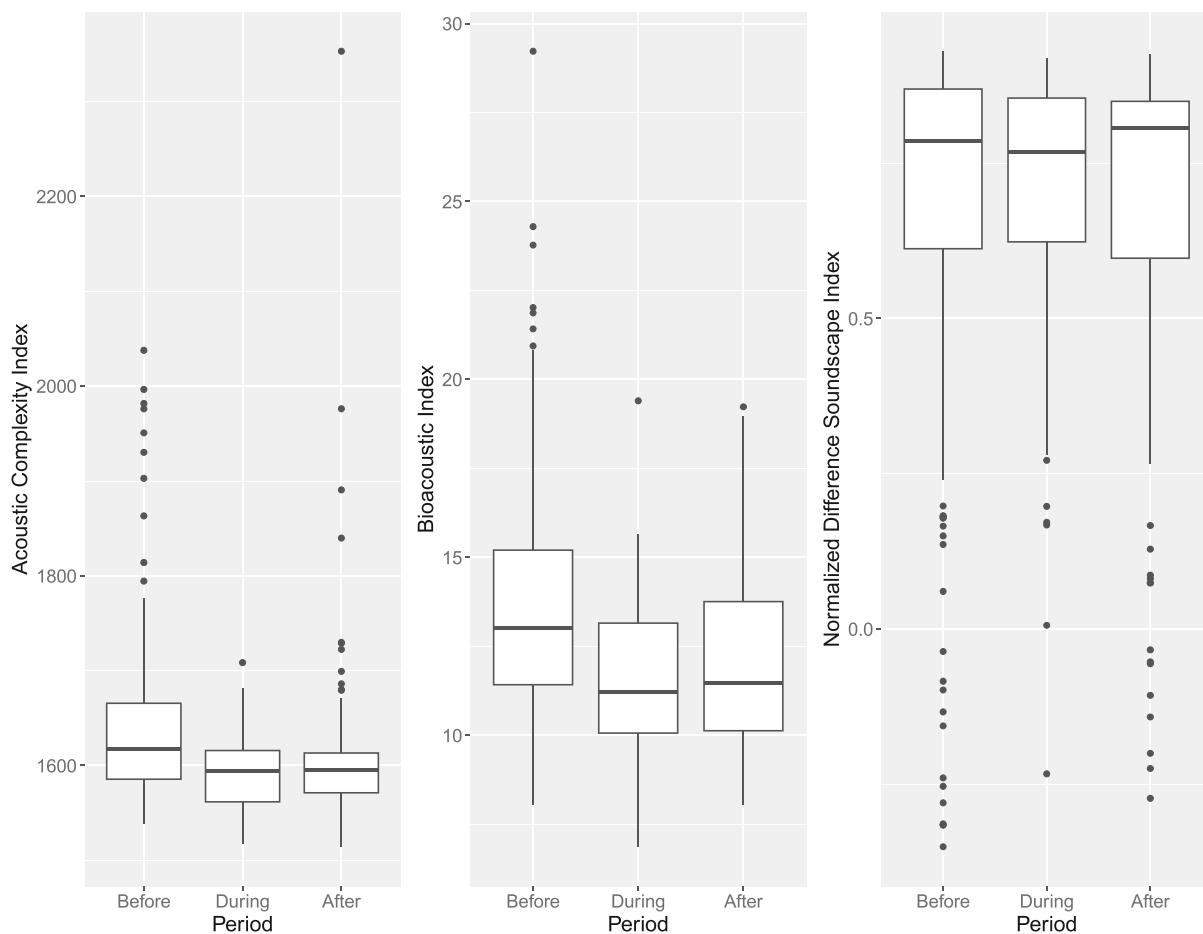 Acoustic Complexity Index
2200
2000
1800
1600
Before During After
Period
Bioacoustic Index
30
25
20
15
10
Before During After
Period
Normalized Difference Soundscape Index
0.5
0.0
Before During After
Period